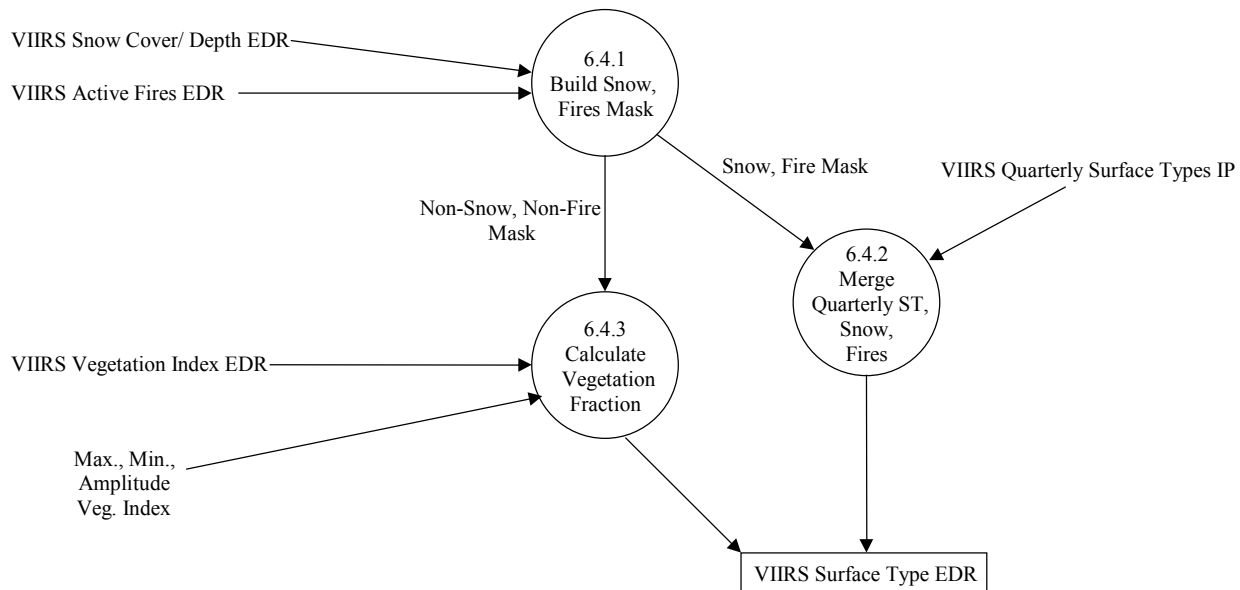 VIIRS Snow Cover/ Depth EDR
VIIRS Active Fires EDR
6.4.1
Build Snow,
Fires Mask
Snow, Fire Mask
VIIRS Quarterly Surface Types IP
Non-Snow, Non-Fire
Mask
6.4.2
Merge
Quarterly ST,
Snow,
Fires
VIIRS Vegetation Index EDR
6.4.3
Calculate
Vegetation
Fraction
Max., Min.,
Amplitude
Veg. Index
VIIRS Surface Type EDR